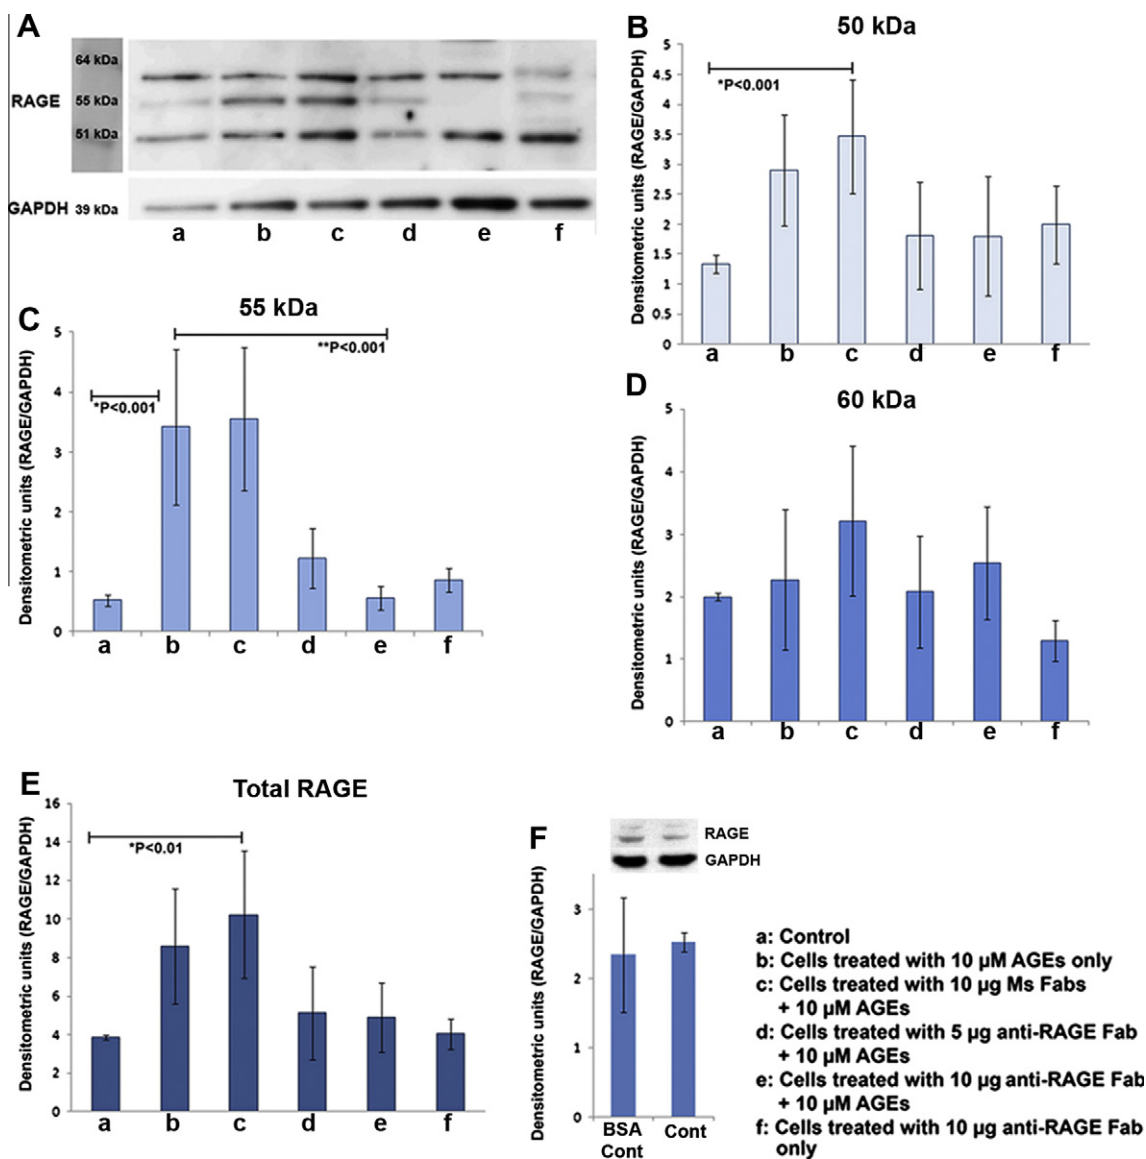 A
64 kDa
RAGE
55 kDa
51 kDa
GAPDH
39 kDa
a b c d e f
B
50 kDa
Densitometric units (RAGE/GAPDH)
5
4.5
4
3.5
3
2.5
2
1.5
1
0.5
0
*P<0.001
a b c d e f
C
55 kDa
Densitometric units (RAGE/GAPDH)
5
4
3
2
1
0
**P<0.001
*P<0.001
a b c d e f
D
60 kDa
Densitometric units (RAGE/GAPDH)
5
4
3
2
1
0
a b c d e f
E
Total RAGE
Densitometric units (RAGE/GAPDH)
16
14
12
10
8
6
4
2
0
*P<0.01
a b c d e f
F
RAGE
GAPDH
Densitometric units (RAGE/GAPDH)
3
2
1
0
BSA Cont
Cont
a: Control
b: Cells treated with 10 µM AGEs only
c: Cells treated with 10 µg Ms Fabs
+ 10 µM AGEs
d: Cells treated with 5 µg anti-RAGE Fab
+ 10 µM AGEs
e: Cells treated with 10 µg anti-RAGE Fab
+ 10 µM AGEs
f: Cells treated with 10 µg anti-RAGE Fab
only